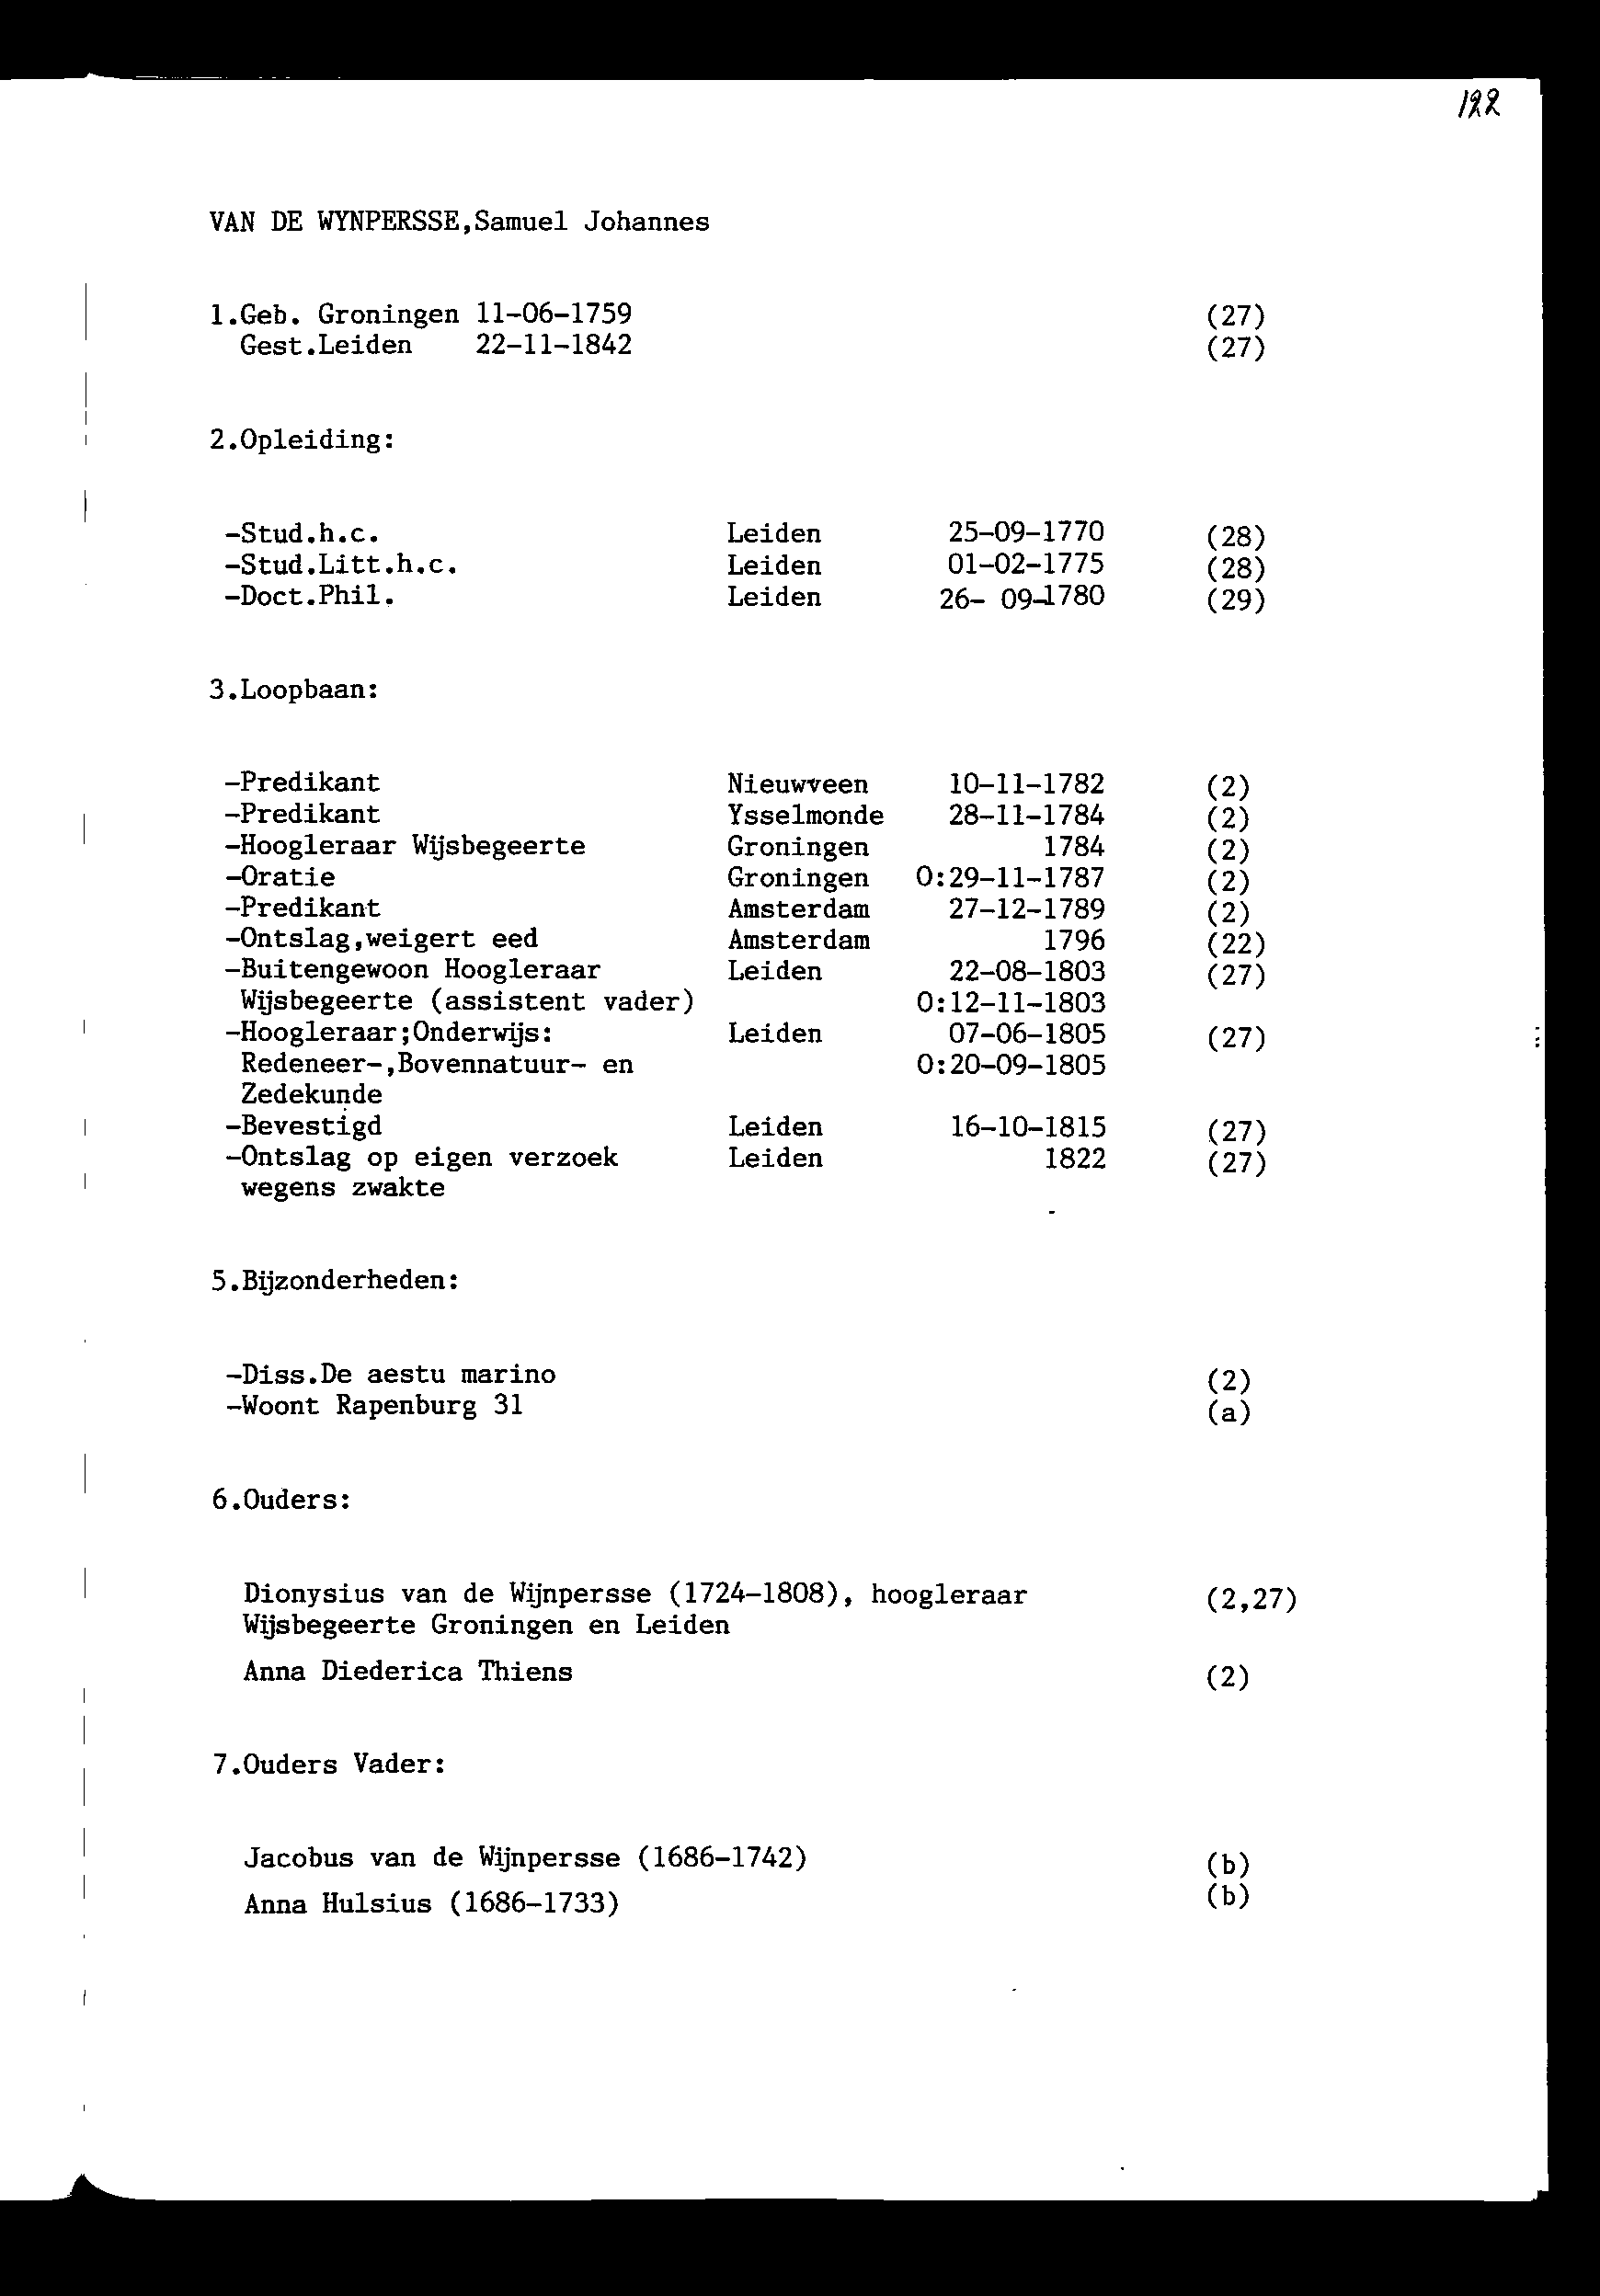 122
VAN DE WYNPERSSE,Samuel Johannes
1.Geb. Groningen 11-06-1759 (27)
Gest.Leiden 22-11-1842 (27)
2.Opleiding:
-Stud.h.c. Leiden 25-09-1770 (28)
-Stud.Litt.h.c. Leiden 01-02-1775 (28)
-Doct.Phil. Leiden 26- 09-1780 (29)
3.Loopbaan:
-Predikant Nieuwveen 10-11-1782 (2)
-Predikant Ysselmonde 28-11-1784 (2)
-Hoogleraar Wijsbegeerte Groningen 1784 (2)
-Oratie Groningen O:29-11-1787 (2)
-Predikant Amsterdam 27-12-1789 (2)
-Ontslag,weigert eed Amsterdam 1796 (22)
-Buitengewoon Hoogleraar Leiden 22-08-1803 (27)
Wijsbegeerte (assistent vader) O:12-11-1803
-Hoogleraar;Onderwijs: Leiden 07-06-1805 (27)
Redeneer-,Bovennatuur- en O:20-09-1805
Zedekunde
-Bevestigd Leiden 16-10-1815 (27)
-Ontslag op eigen verzoek Leiden 1822 (27)
wegens zwakte
5.Bijzonderheden:
-Diss.De aestu marino (2)
-Woont Rapenburg 31 (a)
6.Ouders:
Dionysius van de Wijnpersse (1724-1808), hoogleraar (2,27)
Wijsbegeerte Groningen en Leiden
Anna Diederica Thiens (2)
7.Ouders Vader:
Jacobus van de Wijnpersse (1686-1742) (b)
Anna Hulsius (1686-1733) (b)